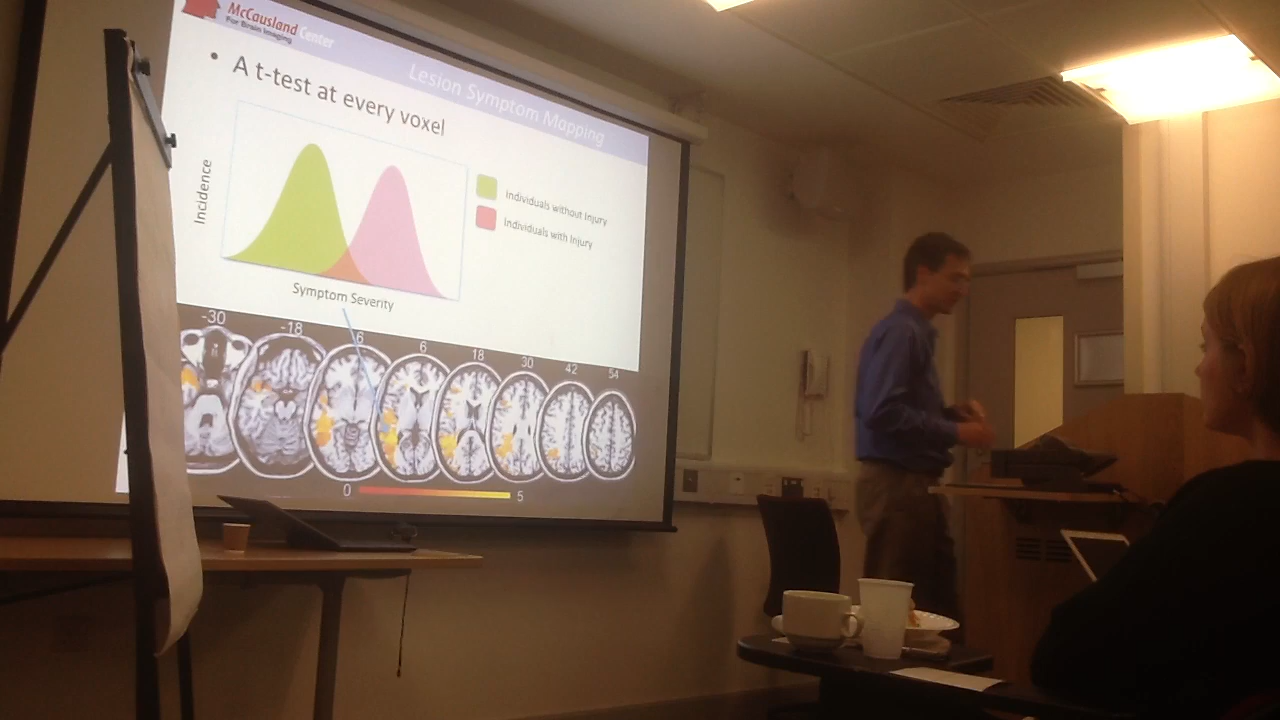 McCausland Center
For Brain Imaging
Lesion Symptom Mapping
• A t-test at every voxel
Incidence
Individuals without Injury
Individuals with Injury
Symptom Severity
-30
-18
6
6
18
30
42
54
0
5